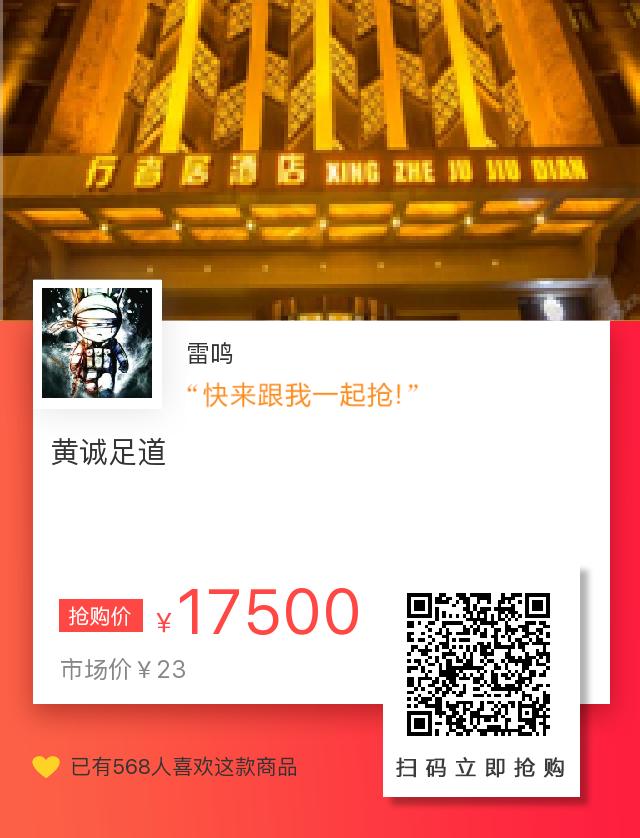 行者居酒店 XING ZHE JU JIU DIAN
雷鸣
“快来跟我一起抢!”
黄诚足道
抢购价 ¥17500
市场价¥23
已有568人喜欢这款商品
扫码立即抢购